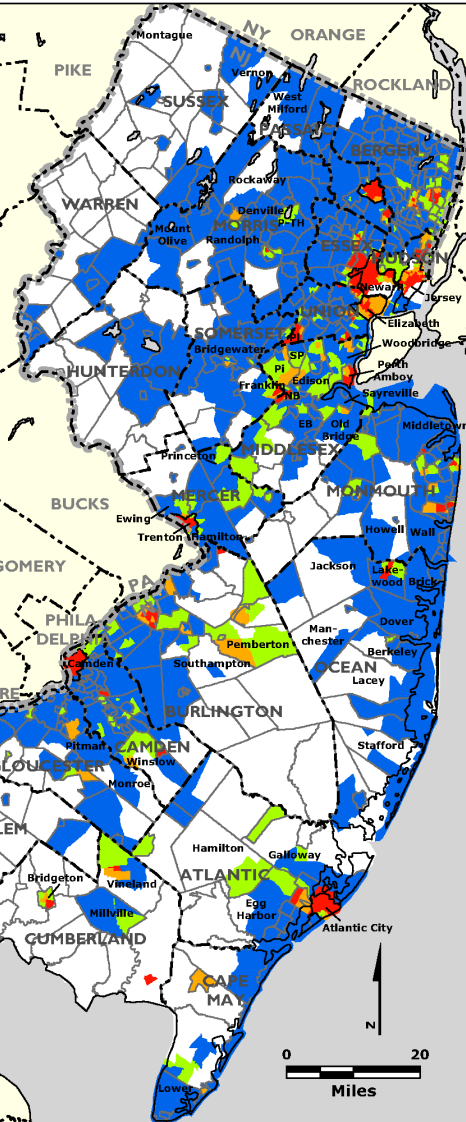 NY
ORANGE
Montague
NJ
PIKE
Vernon
ROCKLAND
SUSSEX
West
Milford
PASSAIC
BERGEN
Rockaway
WARREN
Denville
MORRIS
P-TH
Mount
Olive
Randolph
ESSEX
HUDSON
Newark
Jersey
UNION
Elizabeth
SOMERSET
Bridgewater
Woodbridge
SP
Pi
HUNTERDON
Perth
Amboy
Franklin
Edison
NB
Sayreville
EB
Old
Bridge
Middletown
MIDDLESEX
Princeton
MERCER
MONMOUTH
BUCKS
Ewing
Trenton
Hamilton
Howell
Wall
GOMERY
PA
Jackson
Lake-
wood
Brick
NJ
PHILA
DELPHIA
Man-
chester
Dover
Pemberton
Berkeley
Camden
Southampton
OCEAN
Lacey
RE
BURLINGTON
Pitman
CAMDEN
Stafford
GLOUCESTER
Winslow
Monroe
LEM
Hamilton
Galloway
Bridgeton
Vineland
ATLANTIC
Egg
Harbor
Millville
Atlantic City
CUMBERLAND
CAPE
MAY
N
0
20
Miles
Lower